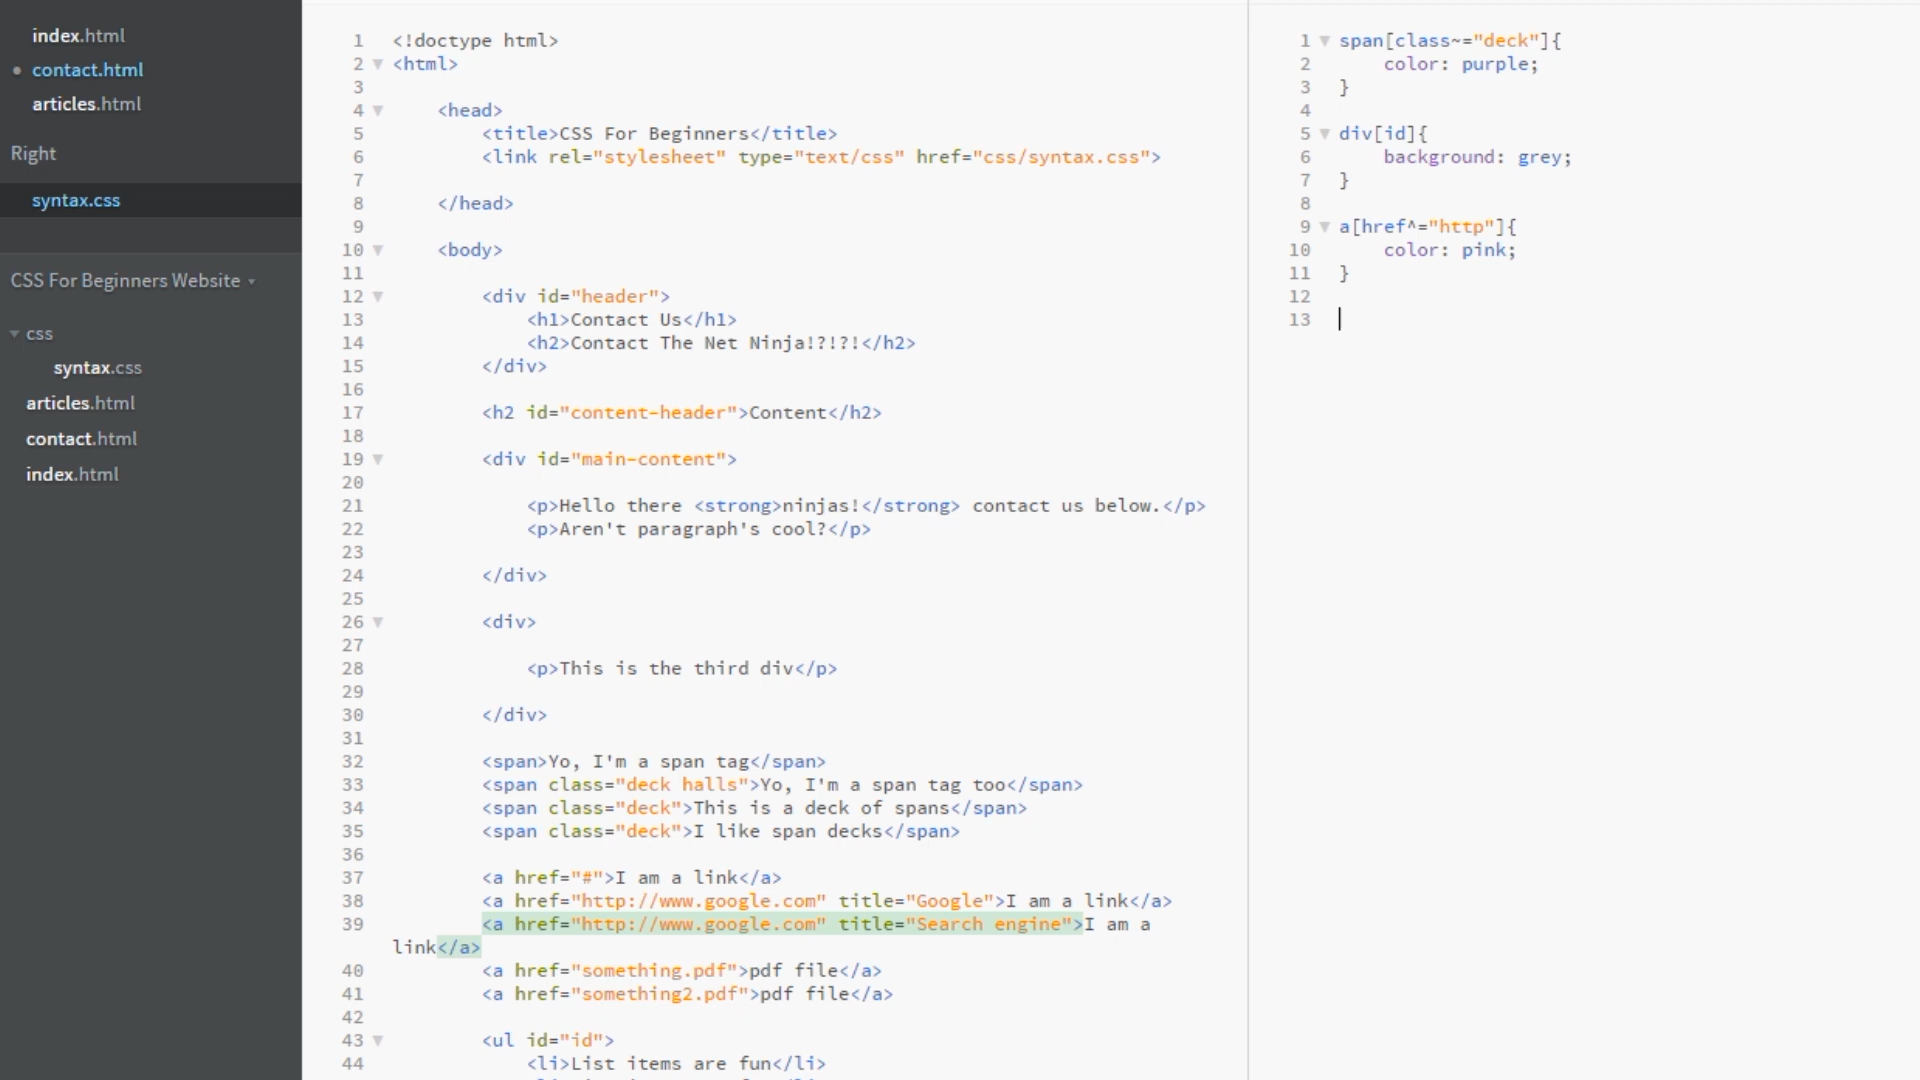 index.html
contact.html
articles.html
Right
syntax.css
CSS For Beginners Website
css
syntax.css
articles.html
contact.html
index.html
1 <!doctype html>
2 <html>
3
4 <head>
5 <title>CSS For Beginners</title>
6 <link rel="stylesheet" type="text/css" href="css/syntax.css">
7
8 </head>
9
10 <body>
11
12 <div id="header">
13 <h1>Contact Us</h1>
14 <h2>Contact The Net Ninja!?!?!</h2>
15 </div>
16
17 <h2 id="content-header">Content</h2>
18
19 <div id="main-content">
20
21 <p>Hello there <strong>ninjas!</strong> contact us below.</p>
22 <p>Aren't paragraph's cool?</p>
23
24 </div>
25
26 <div>
27
28 <p>This is the third div</p>
29
30 </div>
31
32 <span>Yo, I'm a span tag</span>
33 <span class="deck halls">Yo, I'm a span tag too</span>
34 <span class="deck">This is a deck of spans</span>
35 <span class="deck">I like span decks</span>
36
37 <a href="#">I am a link</a>
38 <a href="http://www.google.com" title="Google">I am a link</a>
39 <a href="http://www.google.com" title="Search engine">I am a
link</a>
40 <a href="something.pdf">pdf file</a>
41 <a href="something2.pdf">pdf file</a>
42
43 <ul id="id">
44 <li>List items are fun</li>
1 span[class~="deck"]{
2 color: purple;
3 }
4
5 div[id]{
6 background: grey;
7 }
8
9 a[href^="http"]{
10 color: pink;
11 }
12
13